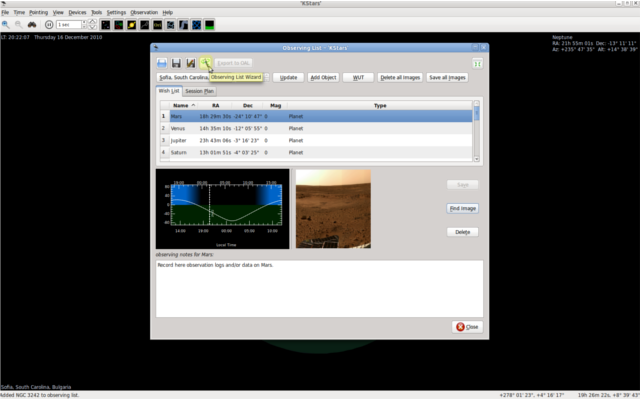 "KStars"
File Time Pointing View Devices Tools Settings Observation Help
1 sec
LT: 20:22:07 Thursday 16 December 2010
Neptune
RA: 21h 55m 01s Dec: -13° 11' 11"
Az: +235° 47' 35" Alt: +14° 38' 39"
Observing List - KStars
Export to OAL
Sofia, South Carolina,
Observing List Wizard
Update
Add Object
WUT
Delete all Images
Save all Images
Wish List
Session Plan
Name RA Dec Mag Type
1 Mars 18h 29m 30s -24° 10' 47" 0 Planet
2 Venus 14h 35m 10s -12° 05' 55" 0 Planet
3 Jupiter 23h 43m 06s -3° 16' 23" 0 Planet
4 Saturn 13h 01m 51s -4° 03' 25" 0 Planet
Local Time
Save
Find Image
Delete
observing notes for Mars:
Record here observation logs and/or data on Mars.
Close
Sofia, South Carolina, Bulgaria
Added NGC 3242 to observing list.
+278° 01' 23", +4° 16' 17"
19h 26m 22s, +8° 39' 43"